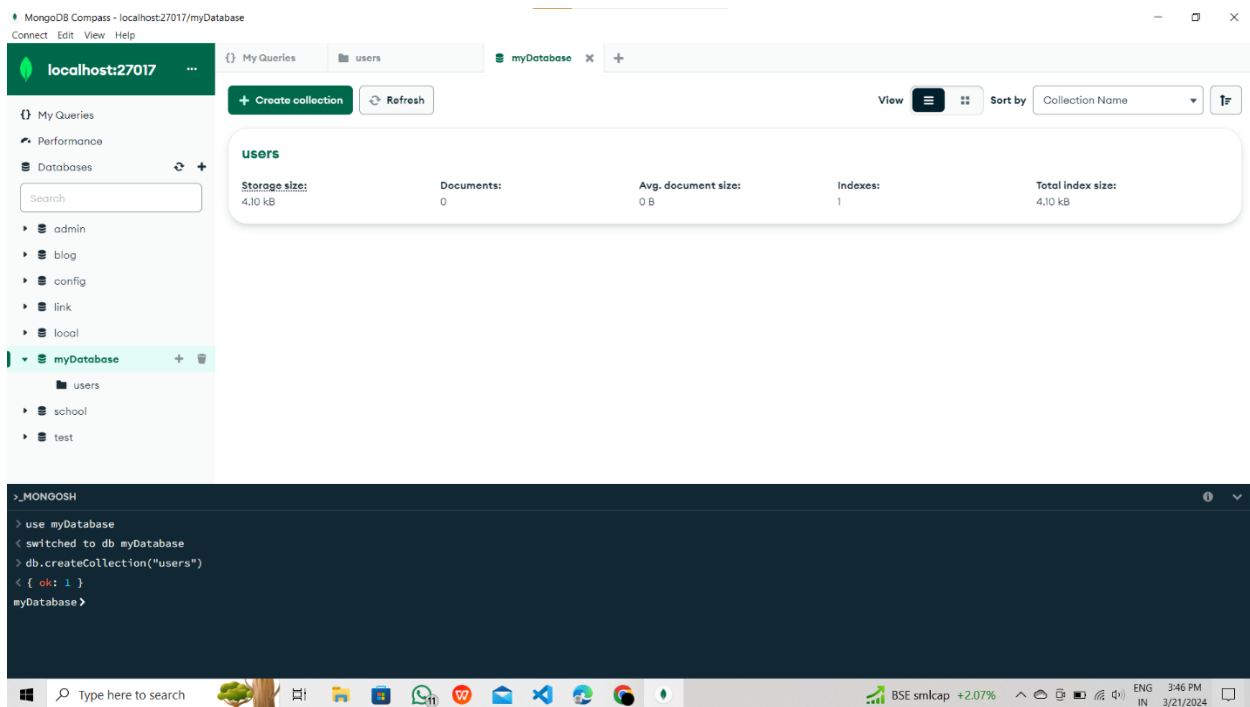 MongoDB Compass - localhost:27017/myDatabase
Connect Edit View Help
localhost:27017 ...
{} My Queries
Performance
Databases
Search
admin
blog
config
link
local
myDatabase
users
school
test
{} My Queries users myDatabase
Create collection Refresh View Sort by Collection Name
users
Storage size: Documents: Avg. document size: Indexes: Total index size:
4.10 kB 0 0 B 1 4.10 kB
>_MONGOSH
> use myDatabase
< switched to db myDatabase
> db.createCollection("users")
< { ok: 1 }
myDatabase>
Type here to search 11 W BSE smlcap +2.07% ENG 3:46 PM
IN 3/21/2024